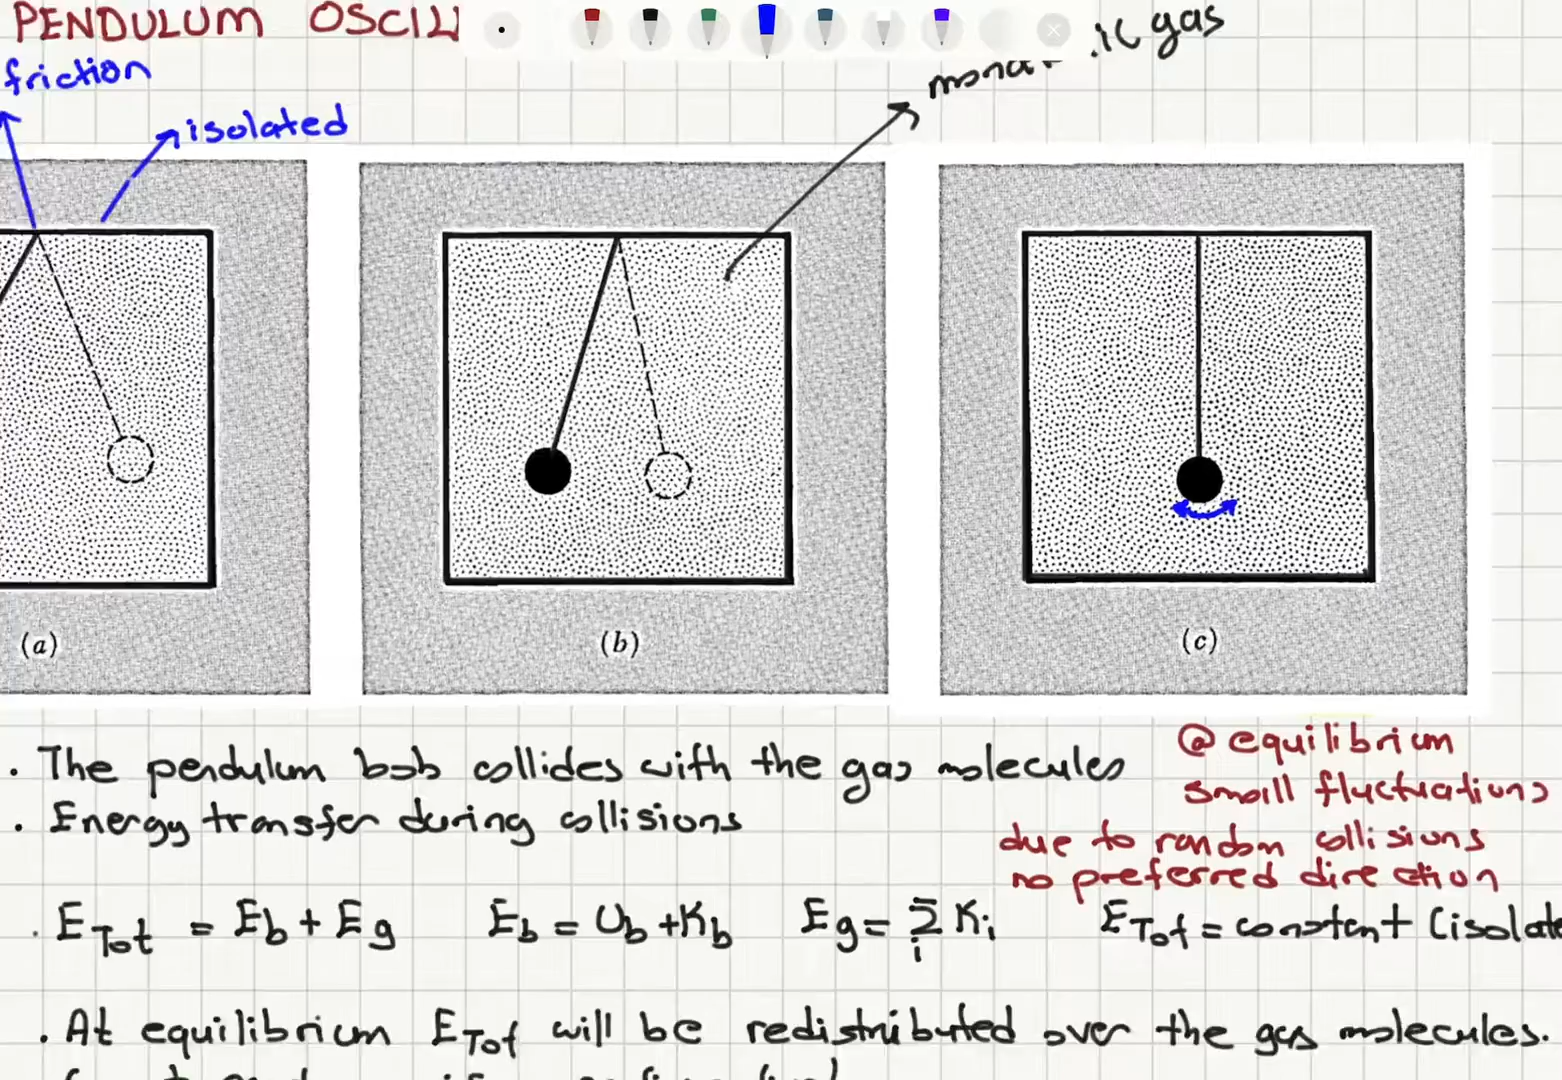 PENDULUM
gas
friction
isolated
(a)
(b)
(c)
. The pendulum bob collides with the gas molecules
. Energy transfer during collisions
@ equilibrium
small fluctuations
due to random collisions
no preferred direction
. E_Tot = E_b + E_g    E_b = U_b + K_b    E_g = Σ_i K_i    E_Tot = constant (isolate
. At equilibrium E_Tot will be redistributed over the gas molecules.